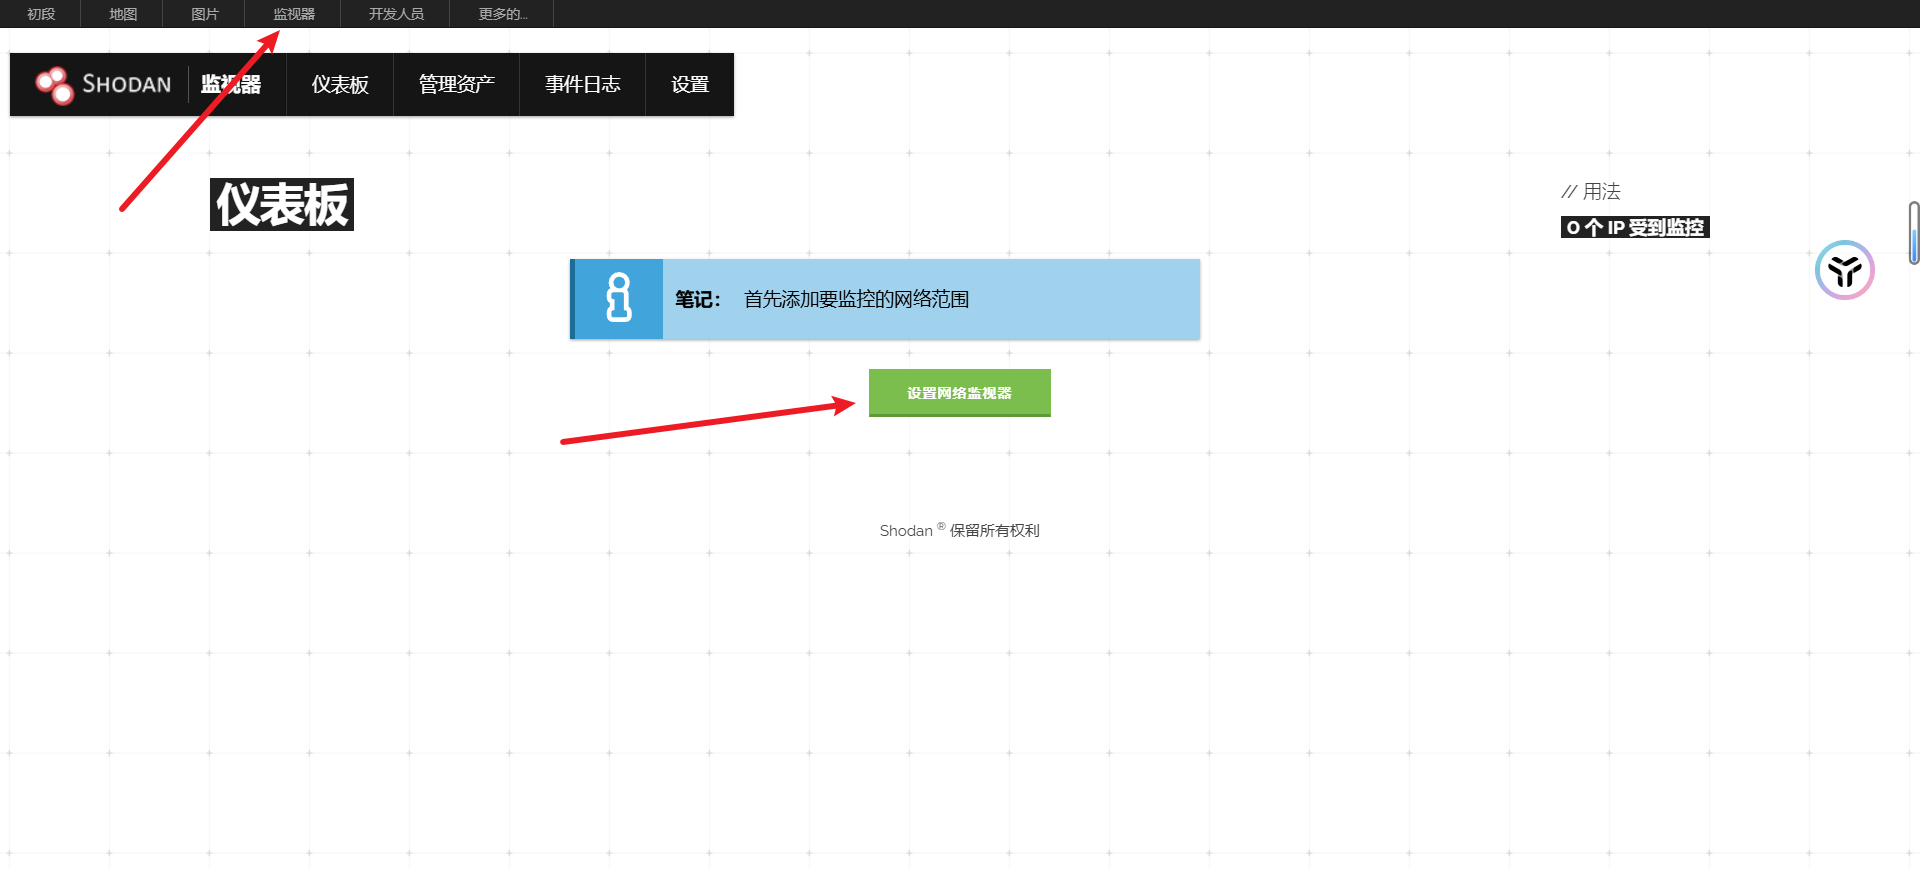 初段 地图 图片 监视器 开发人员 更多的...
SHODAN 监视器 仪表板 管理资产 事件日志 设置
仪表板
// 用法
0 个 IP 受到监控
笔记： 首先添加要监控的网络范围
设置网络监视器
Shodan ® 保留所有权利